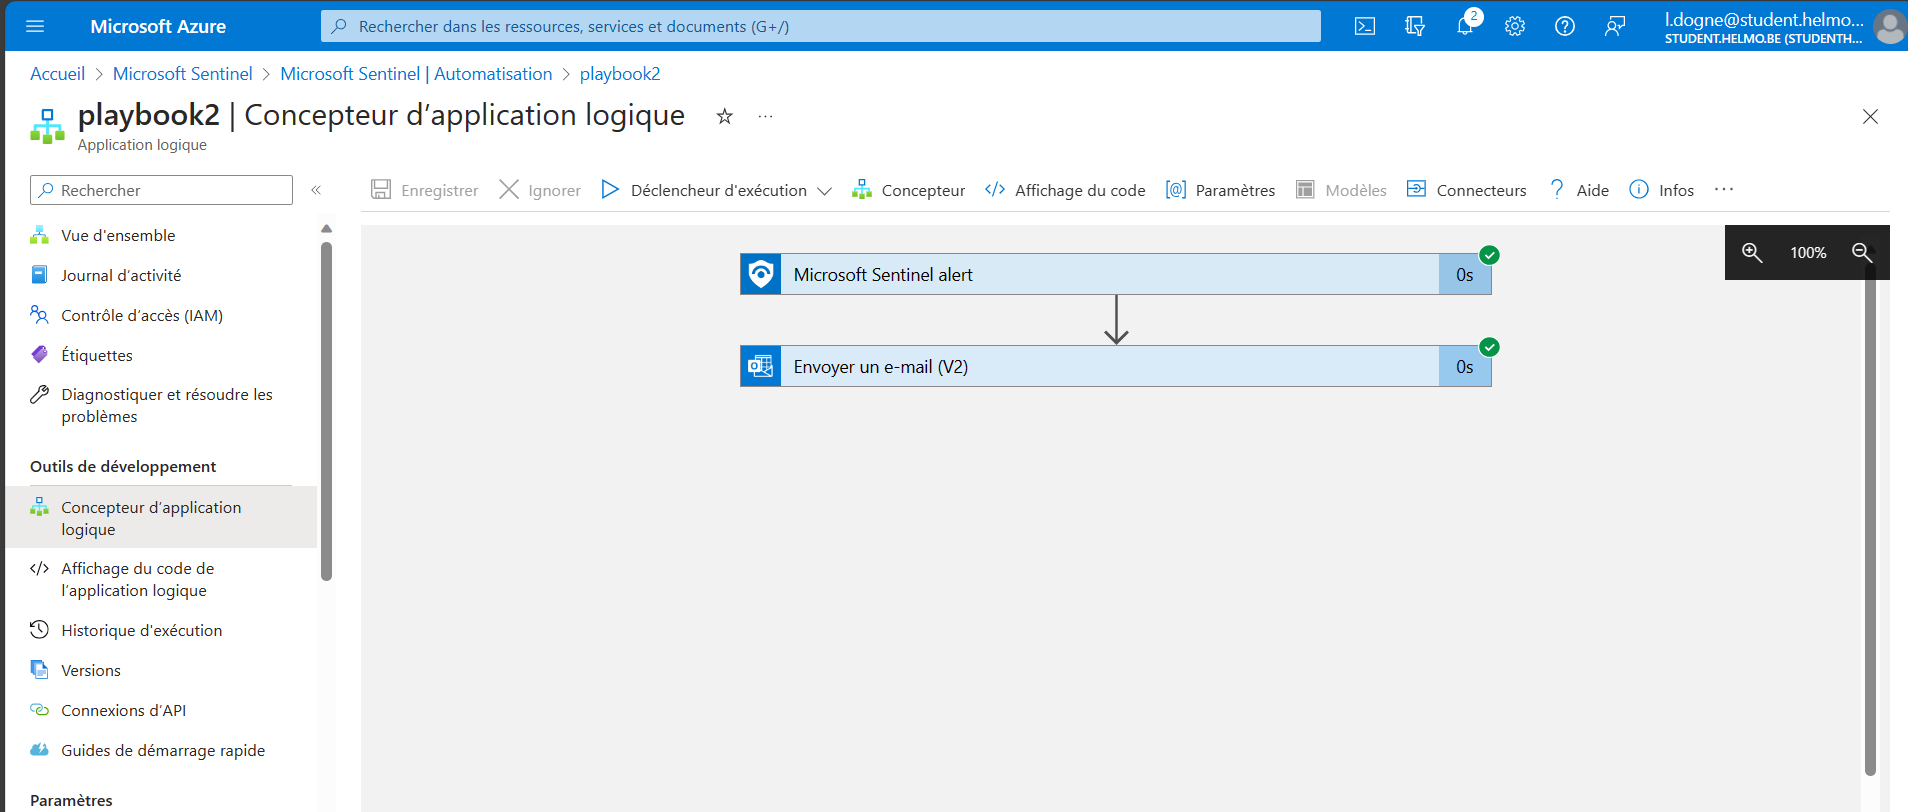 Microsoft Azure
Rechercher dans les ressources, services et documents (G+/)
2
l.dogne@student.helmo...
STUDENT.HELMO.BE (STUDENTH...
Accueil > Microsoft Sentinel > Microsoft Sentinel | Automatisation > playbook2
playbook2 | Concepteur d’application logique
Application logique
Rechercher
«
Enregistrer
Ignorer
Déclencheur d'exécution
Concepteur
Affichage du code
Paramètres
Modèles
Connecteurs
Aide
Infos
Vue d'ensemble
Journal d’activité
Contrôle d’accès (IAM)
Étiquettes
Diagnostiquer et résoudre les
problèmes
Outils de développement
Concepteur d’application
logique
Affichage du code de
l’application logique
Historique d'exécution
Versions
Connexions d’API
Guides de démarrage rapide
Paramètres
Microsoft Sentinel alert
0s
Envoyer un e-mail (V2)
0s
100%